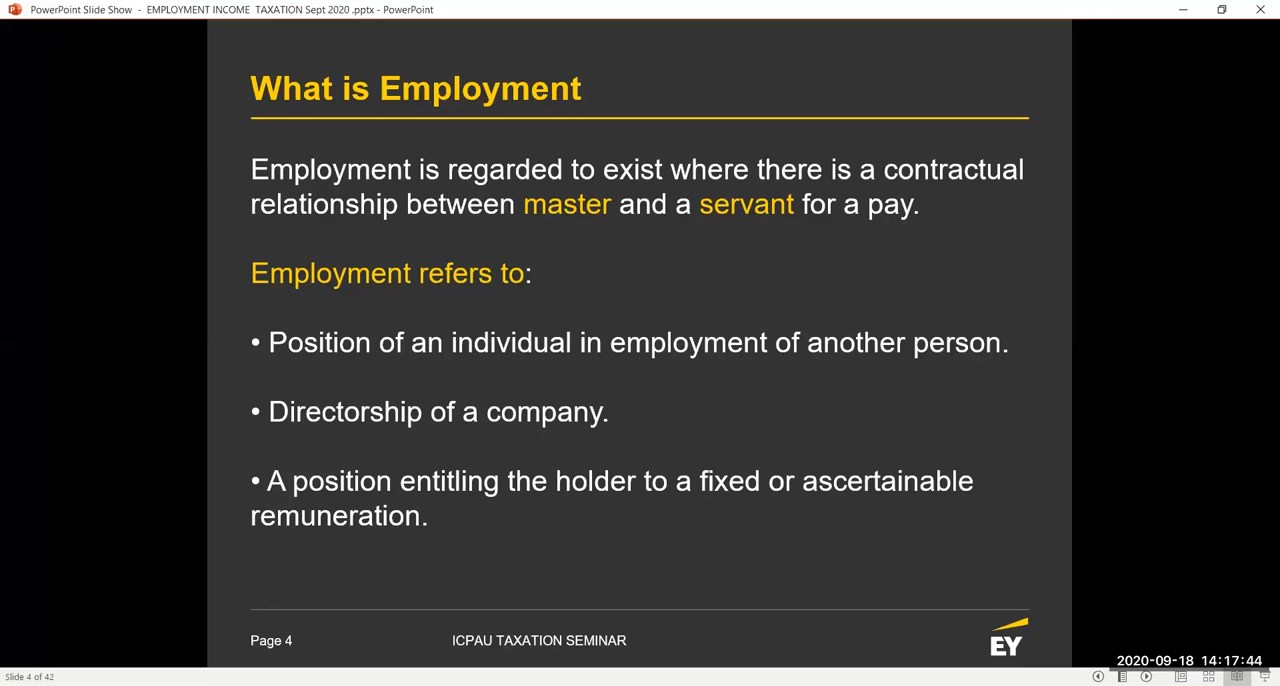 PowerPoint Slide Show - EMPLOYMENT INCOME TAXATION Sept 2020 .pptx - PowerPoint
What is Employment
Employment is regarded to exist where there is a contractual
relationship between master and a servant for a pay.
Employment refers to:
• Position of an individual in employment of another person.
• Directorship of a company.
• A position entitling the holder to a fixed or ascertainable
remuneration.
Page 4 ICPAU TAXATION SEMINAR
EY
2020-09-18 14:17:44
Slide 4 of 42